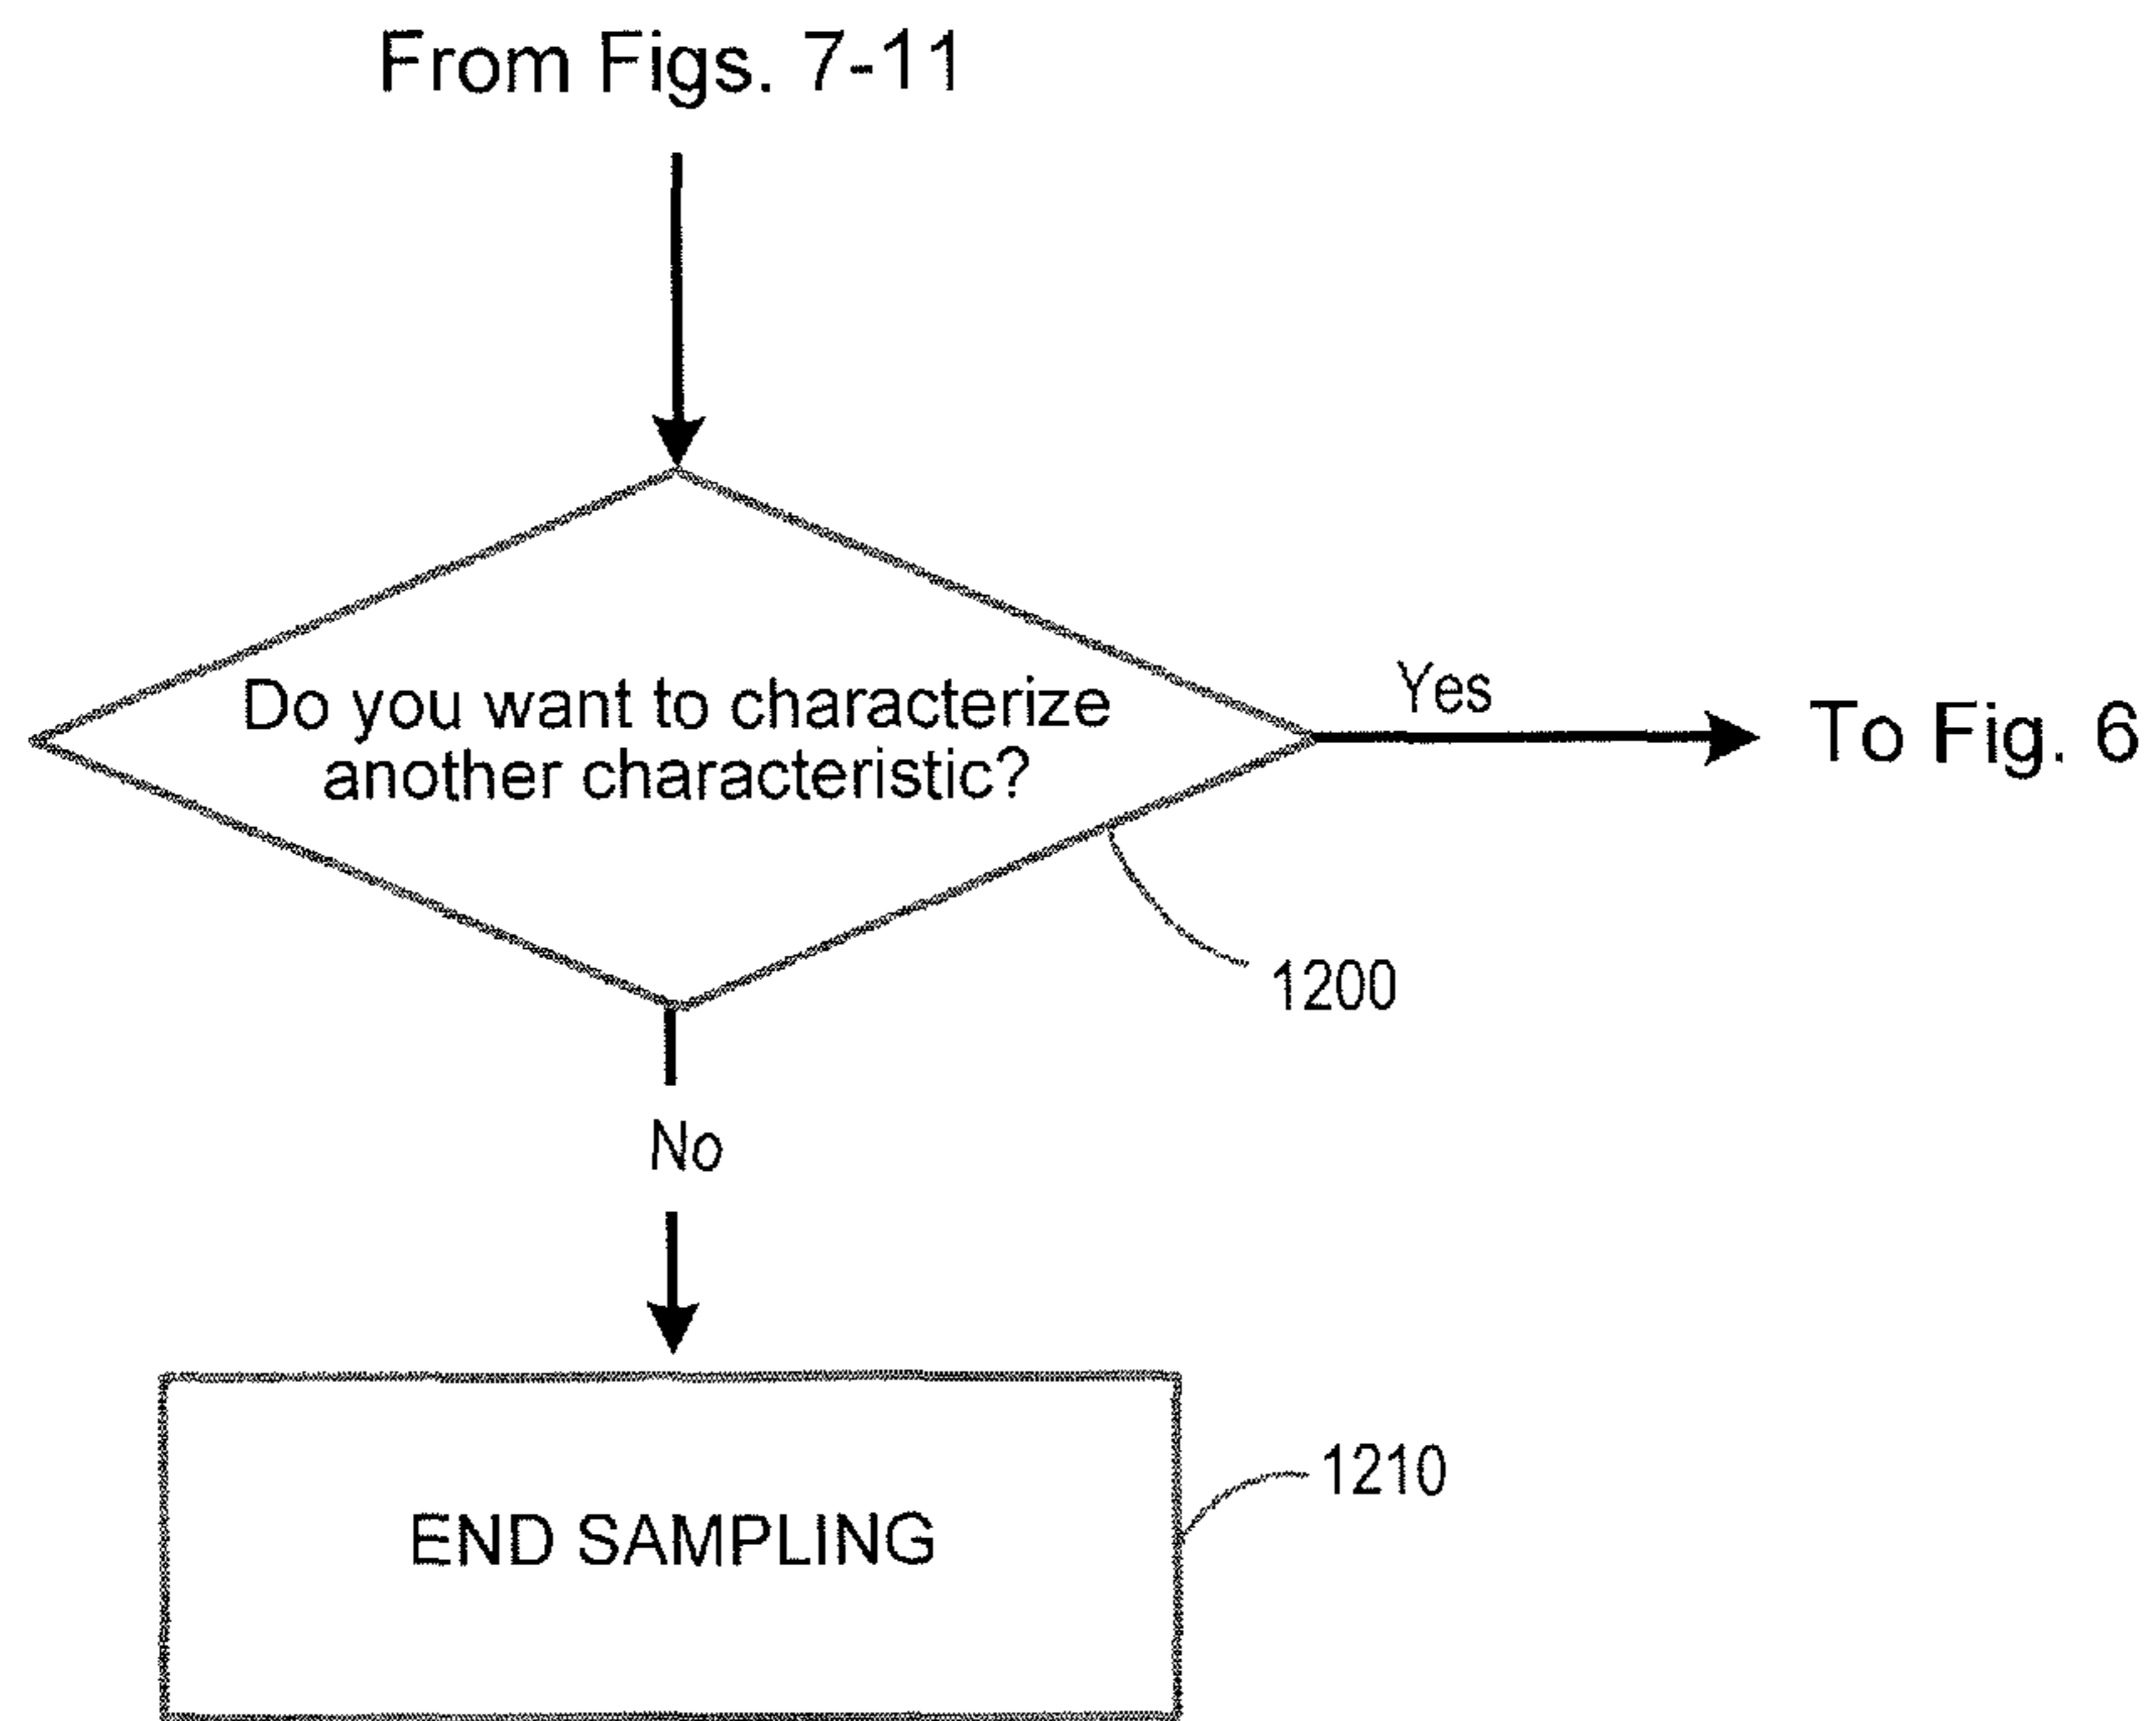 From Figs. 7-11
Do you want to characterize
another characteristic?
Yes
To Fig. 6
1200
No
END SAMPLING
1210